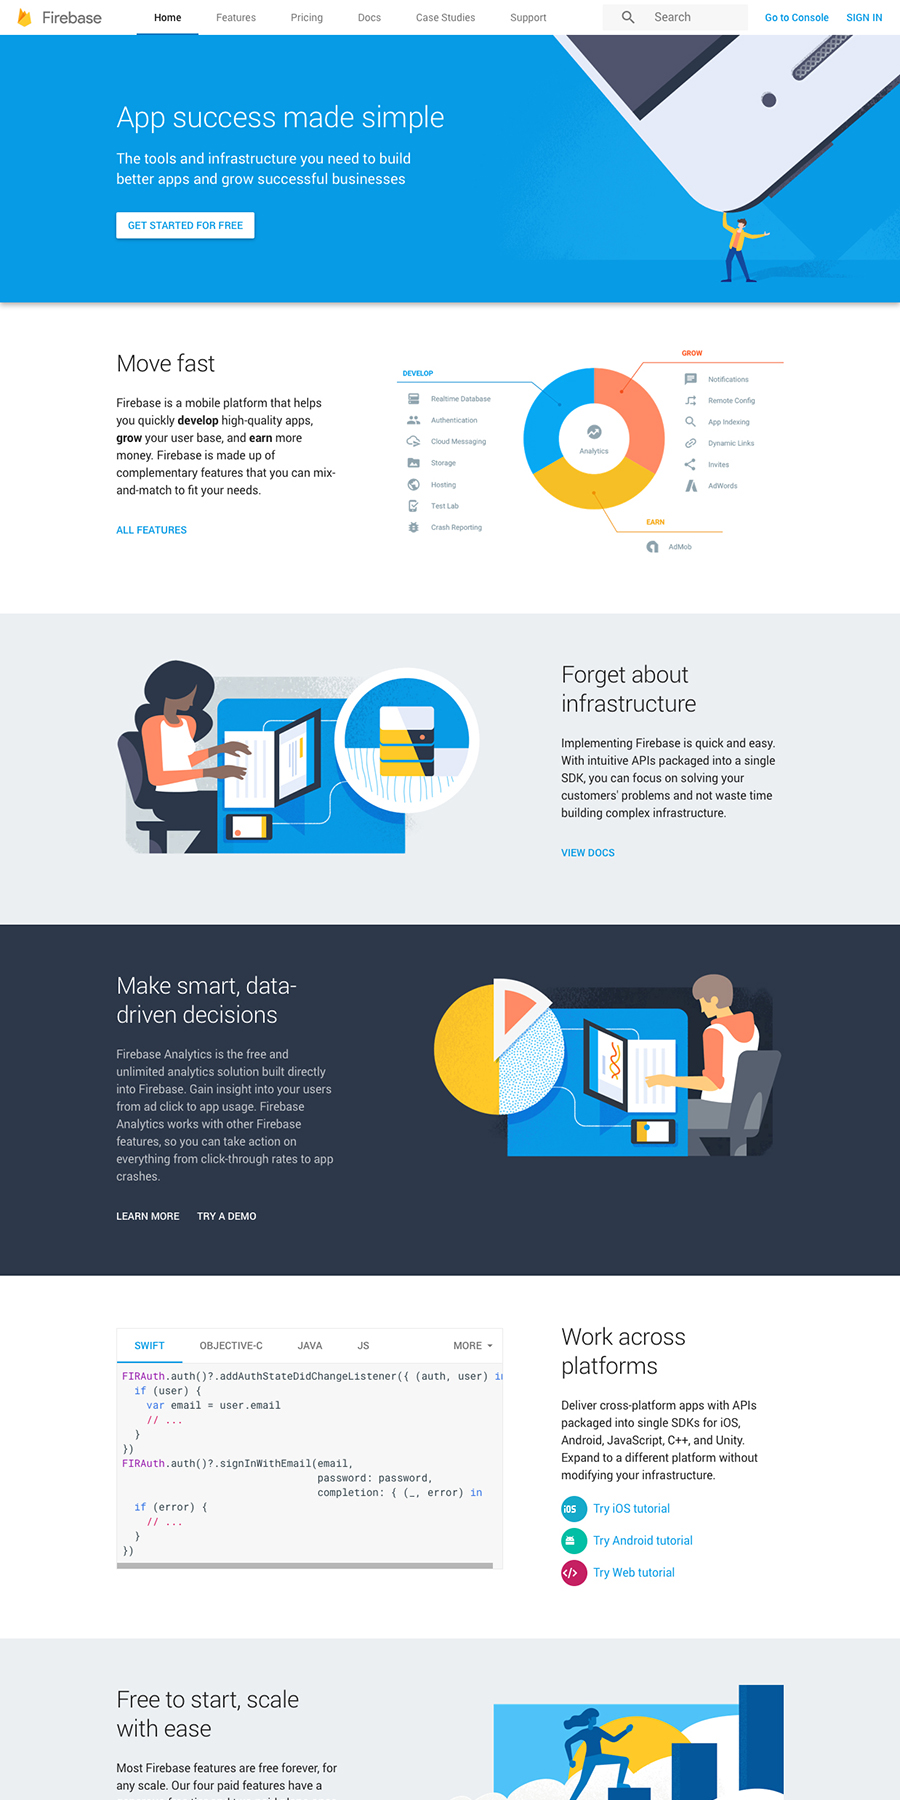 Firebase
Home
Features
Pricing
Docs
Case Studies
Support
Search
Go to Console
SIGN IN
App success made simple
The tools and infrastructure you need to build
better apps and grow successful businesses
GET STARTED FOR FREE
Move fast
Firebase is a mobile platform that helps
you quickly develop high-quality apps,
grow your user base, and earn more
money. Firebase is made up of
complementary features that you can mix-
and-match to fit your needs.
ALL FEATURES
DEVELOP
Realtime Database
Authentication
Cloud Messaging
Storage
Hosting
Test Lab
Crash Reporting
Analytics
GROW
Notifications
Remote Config
App Indexing
Dynamic Links
Invites
AdWords
EARN
AdMob
Forget about
infrastructure
Implementing Firebase is quick and easy.
With intuitive APIs packaged into a single
SDK, you can focus on solving your
customers' problems and not waste time
building complex infrastructure.
VIEW DOCS
Make smart, data-
driven decisions
Firebase Analytics is the free and
unlimited analytics solution built directly
into Firebase. Gain insight into your users
from ad click to app usage. Firebase
Analytics works with other Firebase
features, so you can take action on
everything from click-through rates to app
crashes.
LEARN MORE
TRY A DEMO
SWIFT
OBJECTIVE-C
JAVA
JS
MORE
FIRAuth.auth()?.addAuthStateDidChangeListener({ (auth, user) in
if (user) {
var email = user.email
// ...
}
})
FIRAuth.auth()?.signInWithEmail(email,
password: password,
completion: { (_, error) in
if (error) {
// ...
}
})
Work across
platforms
Deliver cross-platform apps with APIs
packaged into single SDKs for iOS,
Android, JavaScript, C++, and Unity.
Expand to a different platform without
modifying your infrastructure.
iOS
Try iOS tutorial
Try Android tutorial
</>
Try Web tutorial
Free to start, scale
with ease
Most Firebase features are free forever, for
any scale. Our four paid features have a